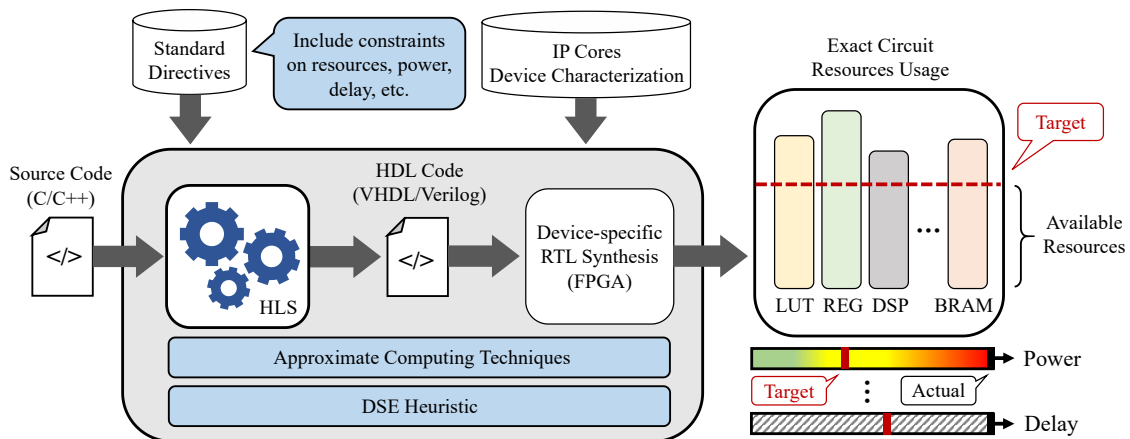 Standard
Directives
Include constraints
on resources, power,
delay, etc.
IP Cores
Device Characterization
Exact Circuit
Resources Usage
Target
Source Code
(C/C++)
</>
HLS
HDL Code
(VHDL/Verilog)
</>
Device-specific
RTL Synthesis
(FPGA)
Approximate Computing Techniques
DSE Heuristic
...
LUT REG DSP BRAM
Available
Resources
Power
Target
Actual
Delay